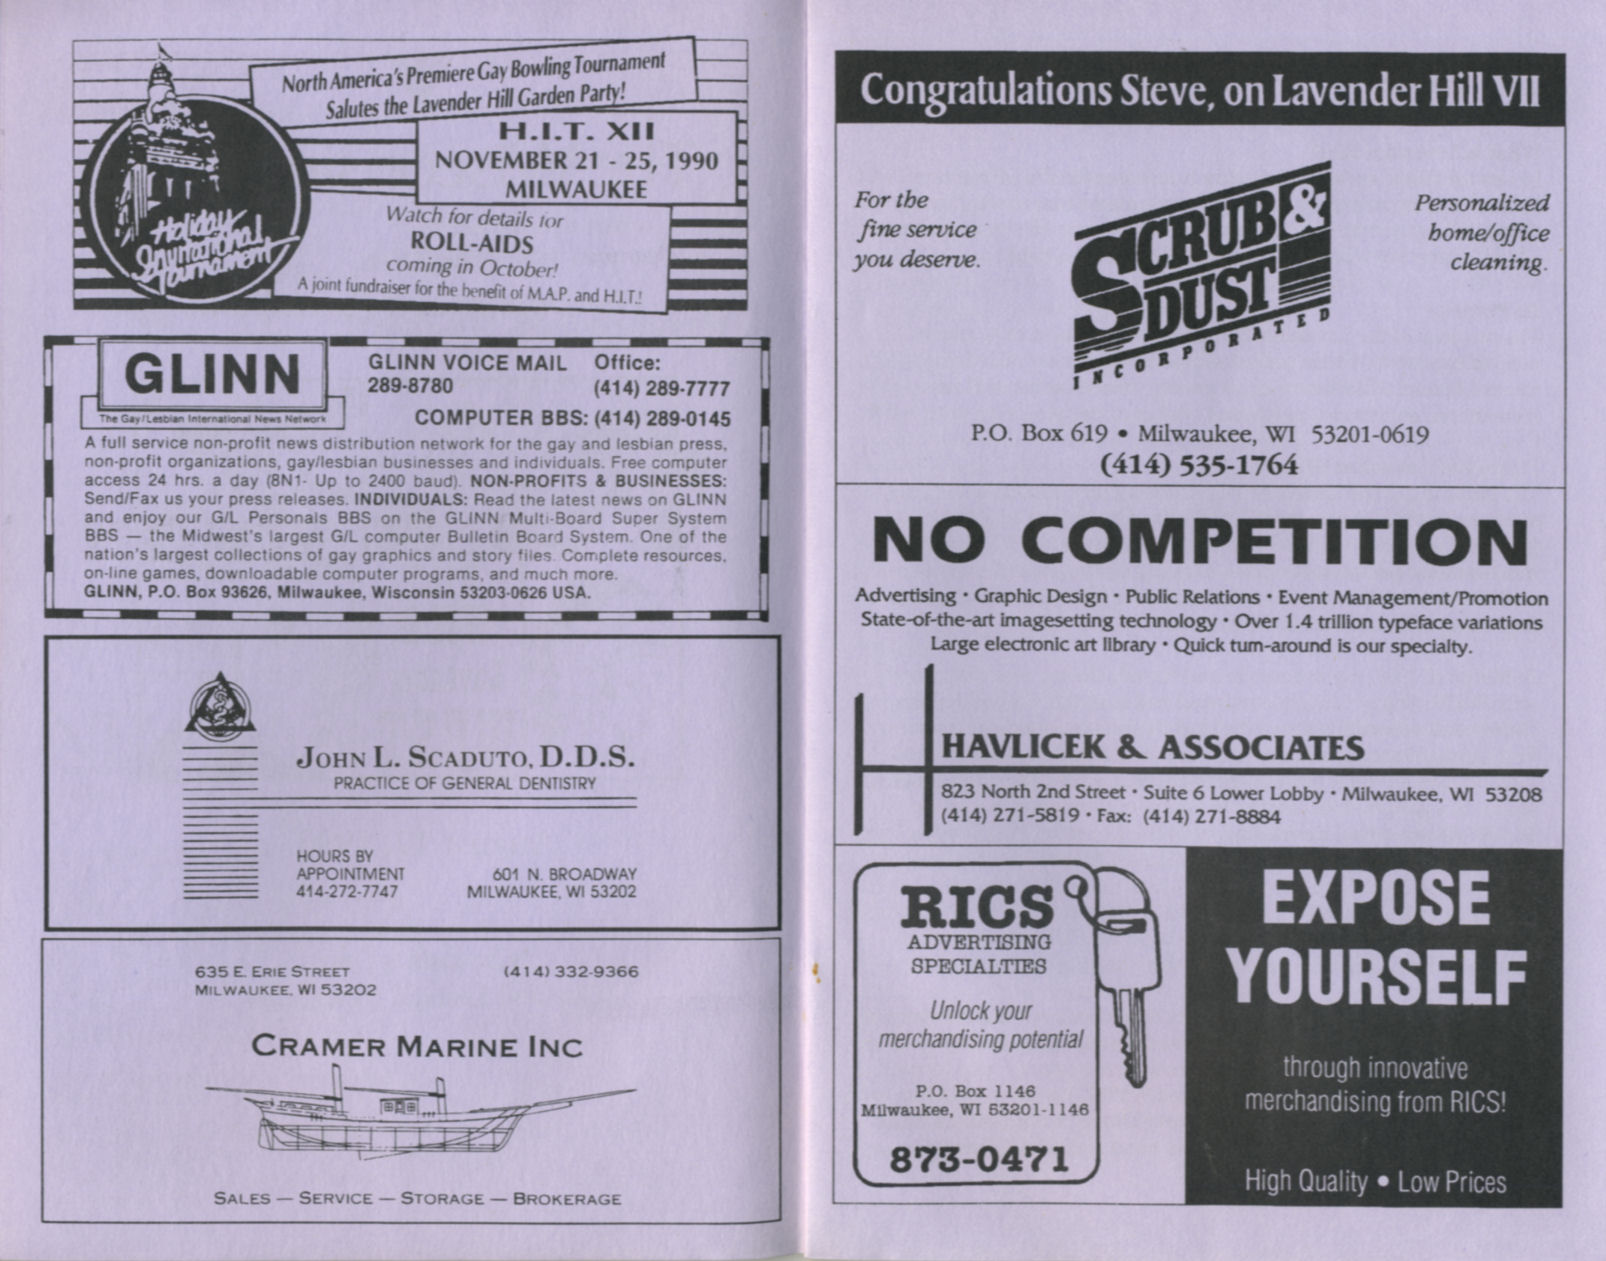 North America's Premiere Gay Bowling Tournament
Salutes the Lavender Hill Garden Party!
H.I.T. XII
NOVEMBER 21 - 25, 1990
MILWAUKEE
Holiday
Invitational
Tournament
Watch for details for
ROLL-AIDS
coming in October!
A joint fundraiser for the benefit of M.A.P. and H.I.T.!
GLINN
The Gay/Lesbian International News Network
GLINN VOICE MAIL
289-8780
Office:
(414) 289-7777
COMPUTER BBS: (414) 289-0145
A full service non-profit news distribution network for the gay and lesbian press,
non-profit organizations, gay/lesbian businesses and individuals. Free computer
access 24 hrs. a day (8N1- Up to 2400 baud). NON-PROFITS & BUSINESSES:
Send/Fax us your press releases. INDIVIDUALS: Read the latest news on GLINN
and enjoy our G/L Personals BBS on the GLINN Multi-Board Super System
BBS — the Midwest's largest G/L computer Bulletin Board System. One of the
nation's largest collections of gay graphics and story files. Complete resources,
on-line games, downloadable computer programs, and much more.
GLINN, P.O. Box 93626, Milwaukee, Wisconsin 53203-0626 USA.
JOHN L. SCADUTO, D.D.S.
PRACTICE OF GENERAL DENTISTRY
HOURS BY
APPOINTMENT
414-272-7747
601 N. BROADWAY
MILWAUKEE, WI 53202
635 E. ERIE STREET
MILWAUKEE, WI 53202
(414) 332-9366
CRAMER MARINE INC
SALES — SERVICE — STORAGE — BROKERAGE
Congratulations Steve, on Lavender Hill VII
For the
fine service
you deserve.
SCRUB &
DUST
INCORPORATED
Personalized
home/office
cleaning.
P.O. Box 619 • Milwaukee, WI 53201-0619
(414) 535-1764
NO COMPETITION
Advertising • Graphic Design • Public Relations • Event Management/Promotion
State-of-the-art imagesetting technology • Over 1.4 trillion typeface variations
Large electronic art library • Quick turn-around is our specialty.
HAVLICEK & ASSOCIATES
823 North 2nd Street • Suite 6 Lower Lobby • Milwaukee, WI 53208
(414) 271-5819 • Fax: (414) 271-8884
RICS
ADVERTISING
SPECIALTIES
Unlock your
merchandising potential
P.O. Box 1146
Milwaukee, WI 53201-1146
873-0471
EXPOSE
YOURSELF
through innovative
merchandising from RICS!
High Quality • Low Prices